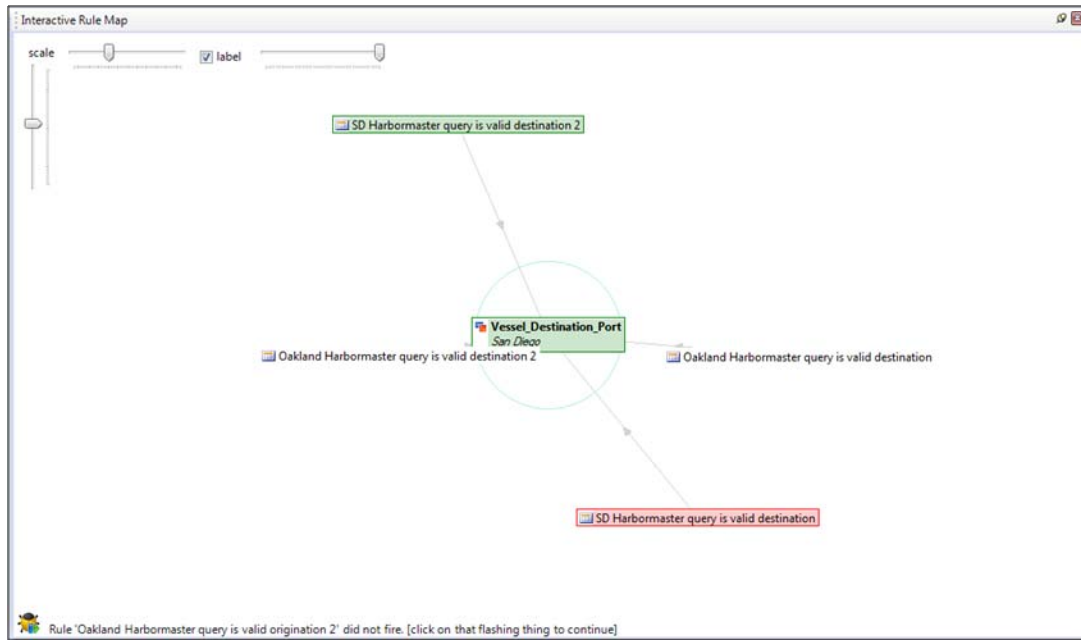 Interactive Rule Map
scale
label
SD Harbormaster query is valid destination 2
Vessel_Destination_Port
San Diego
Oakland Harbormaster query is valid destination 2
Oakland Harbormaster query is valid destination
SD Harbormaster query is valid destination
Rule 'Oakland Harbormaster query is valid origination 2' did not fire. [click on that flashing thing to continue]